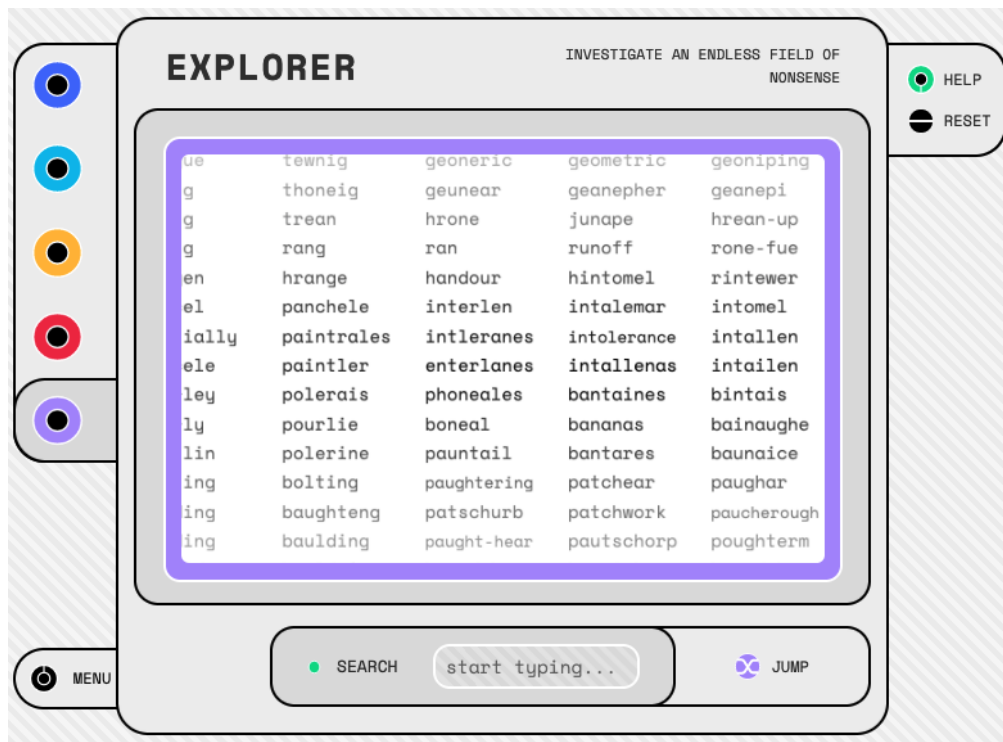 EXPLORER
INVESTIGATE AN ENDLESS FIELD OF
NONSENSE
HELP
RESET
ue tewnig geoneric geometric geoniping
g thoneig geunear geanepher geanepi
g trean hrone junape hrean-up
g rang ran runoff rone-fue
en hrange handour hintomel rintewer
el panchele interlen intalemar intomel
ially paintrales intleranes intolerance intallen
ele paintler enterlanes intallenas intailen
ley polerais phoneales bantaines bintais
ly pourlie boneal bananas bainaughe
lin polerine pauntail bantares baunaice
ing bolting paughtering patchear paughar
ing baughteng patschurb patchwork paucherough
ing baulding paught-hear pautschorp poughterm
MENU
SEARCH start typing... JUMP